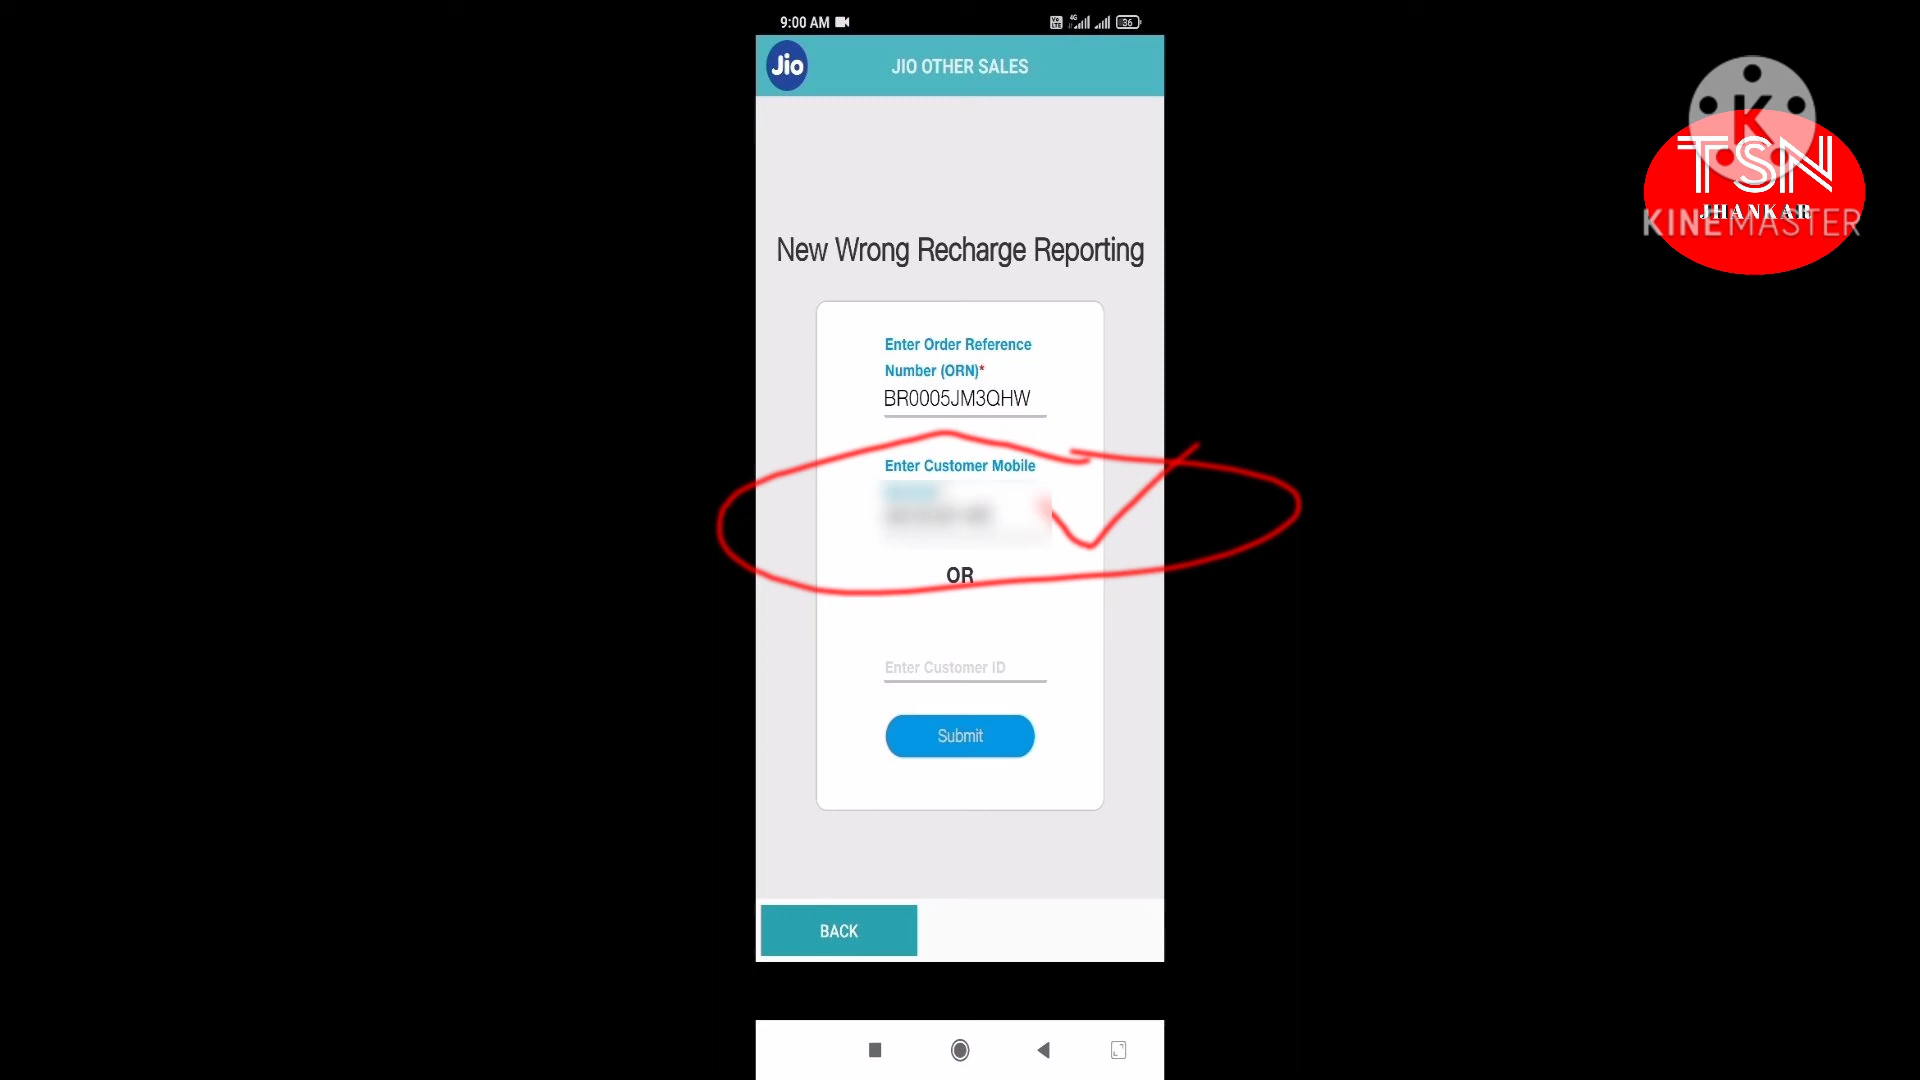 9:00 AM
36
Jio
JIO OTHER SALES
K
TSN
JHANKAR
KINEMASTER
New Wrong Recharge Reporting
Enter Order Reference
Number (ORN)*
BR0005JM3QHW
Enter Customer Mobile
OR
Enter Customer ID
Submit
BACK